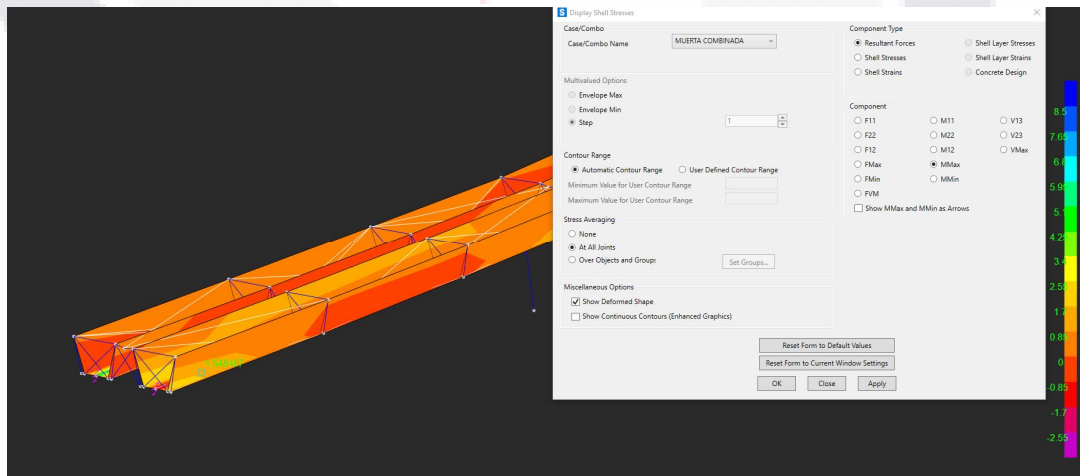 Display Shell Stresses
Case/Combo
Case/Combo Name
MUERTA COMBINADA
Multivalued Options
Envelope Max
Envelope Min
Step
1
Contour Range
Automatic Contour Range
User Defined Contour Range
Minimum Value for User Contour Range
Maximum Value for User Contour Range
Stress Averaging
None
At All Joints
Over Objects and Groups
Set Groups...
Miscellaneous Options
Show Deformed Shape
Show Continuous Contours (Enhanced Graphics)
Component Type
Resultant Forces
Shell Layer Stresses
Shell Stresses
Shell Layer Strains
Shell Strains
Concrete Design
Component
F11
M11
V13
F22
M22
V23
F12
M12
VMax
FMax
MMax
FMin
MMin
FVM
Show MMax and MMin as Arrows
Reset Form to Default Values
Reset Form to Current Window Settings
OK
Close
Apply
8.5
7.65
6.8
5.95
5.1
4.25
3.4
2.55
1.7
0.85
0
-0.85
-1.7
-2.55